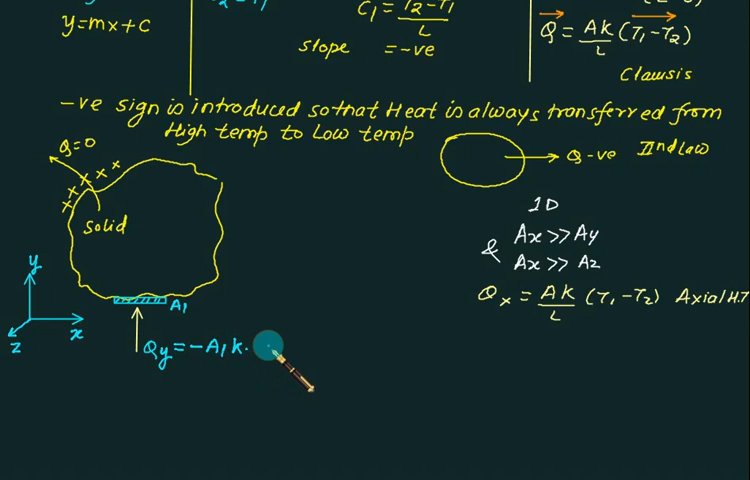 y=mx+c
C1 = T2-T1
L
slope = -ve
Q = AK (T1-T2)
L
Clausis
-ve sign is introduced so that Heat is always transferred from
High temp to Low temp
Q=0
Q -ve IInd Law
solid
1D
& Ax >> Ay
Ax >> Az
Qx = AK (T1-T2) Axial H.T
L
y
x
z
A1
Qy = -A1 k.